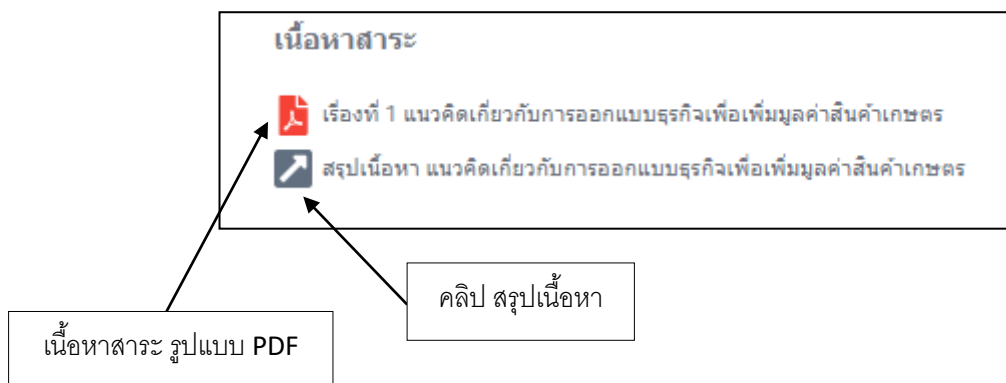 เนื้อหาสาระ
เรื่องที่ 1 แนวคิดเกี่ยวกับการออกแบบธุรกิจเพื่อเพิ่มมูลค่าสินค้าเกษตร
สรุปเนื้อหา แนวคิดเกี่ยวกับการออกแบบธุรกิจเพื่อเพิ่มมูลค่าสินค้าเกษตร
คลิป สรุปเนื้อหา
เนื้อหาสาระ รูปแบบ PDF